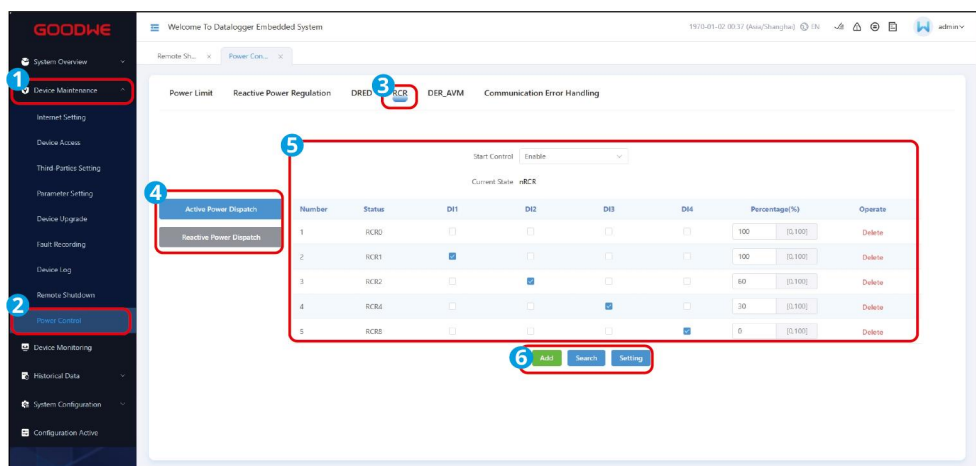 GOODWE
Welcome To Datalogger Embedded System
1970-01-02 00:37 (Asia/Shanghai) EN admin
System Overview
Remote Sh... × Power Con... ×
1
Device Maintenance
3
Power Limit Reactive Power Regulation DRED RCR DER_AVM Communication Error Handling
Internet Setting
Device Access
5
Start Control Enable
Third-Parties Setting
Current State nRCR
4
Parameter Setting
Active Power Dispatch
Number Status DI1 DI2 DI3 DI4 Percentage(%) Operate
Device Upgrade
Reactive Power Dispatch
1 RCR0 100 [0,100] Delete
Fault Recording
2 RCR1 100 [0,100] Delete
Device Log
3 RCR2 60 [0,100] Delete
Remote Shutdown
2
4 RCR4 30 [0,100] Delete
Power Control
5 RCR8 0 [0,100] Delete
Device Monitoring
6 Add Search Setting
Historical Data
System Configuration
Configuration Active